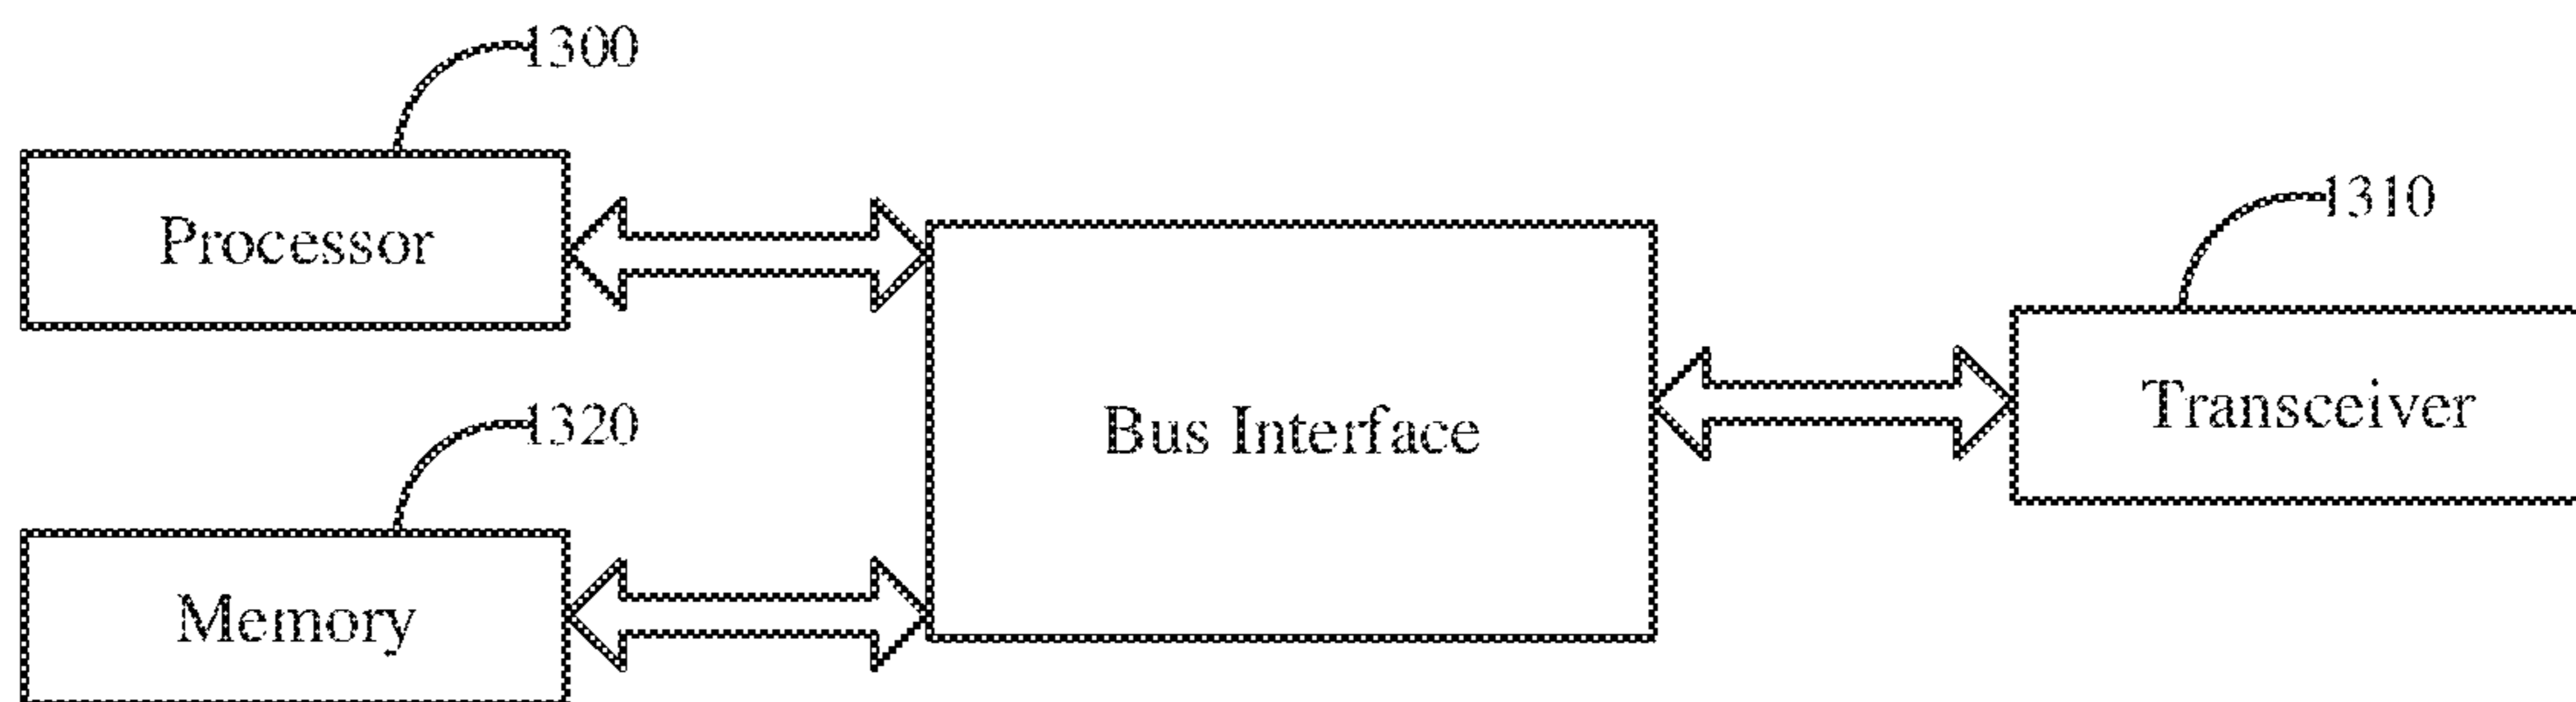 1300
Processor
1310
Transceiver
Bus Interface
1320
Memory